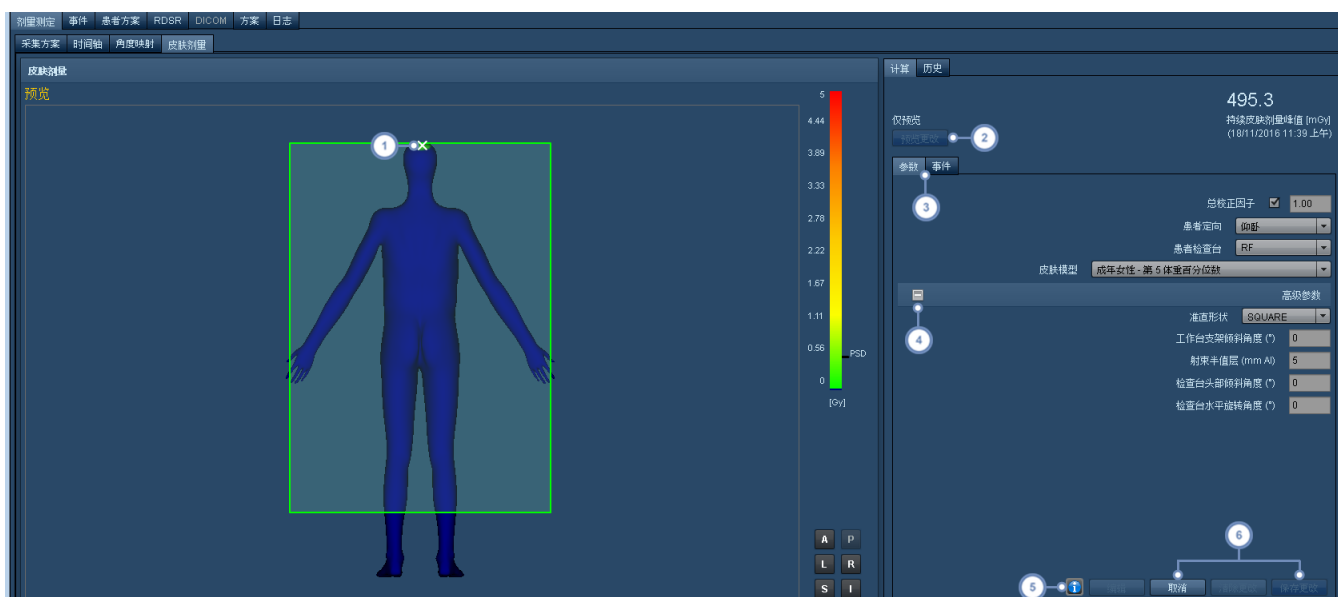 剂量测定 事件 患者方案 RDSR DICOM 方案 日志
采集方案 时间轴 角度映射 皮肤剂量
皮肤剂量
预览
5
4.44
3.89
3.33
2.78
2.22
1.67
1.11
0.56
PSD
0
[Gy]
A P
L R
S I
1
计算 历史
495.3
仅预览
持续皮肤剂量峰值 [mGy]
预览更改
2
(18/11/2016 11:39 上午)
参数 事件
3
总校正因子 1.00
患者定向 仰卧
患者检查台 RF
皮肤模型 成年女性 - 第 5 体重百分位数
高级参数
4
准直形状 SQUARE
工作台支架倾斜角度 (°) 0
射束半值层 (mm Al) 5
检查台头部倾斜角度 (°) 0
检查台水平旋转角度 (°) 0
6
5
取消 保存更改